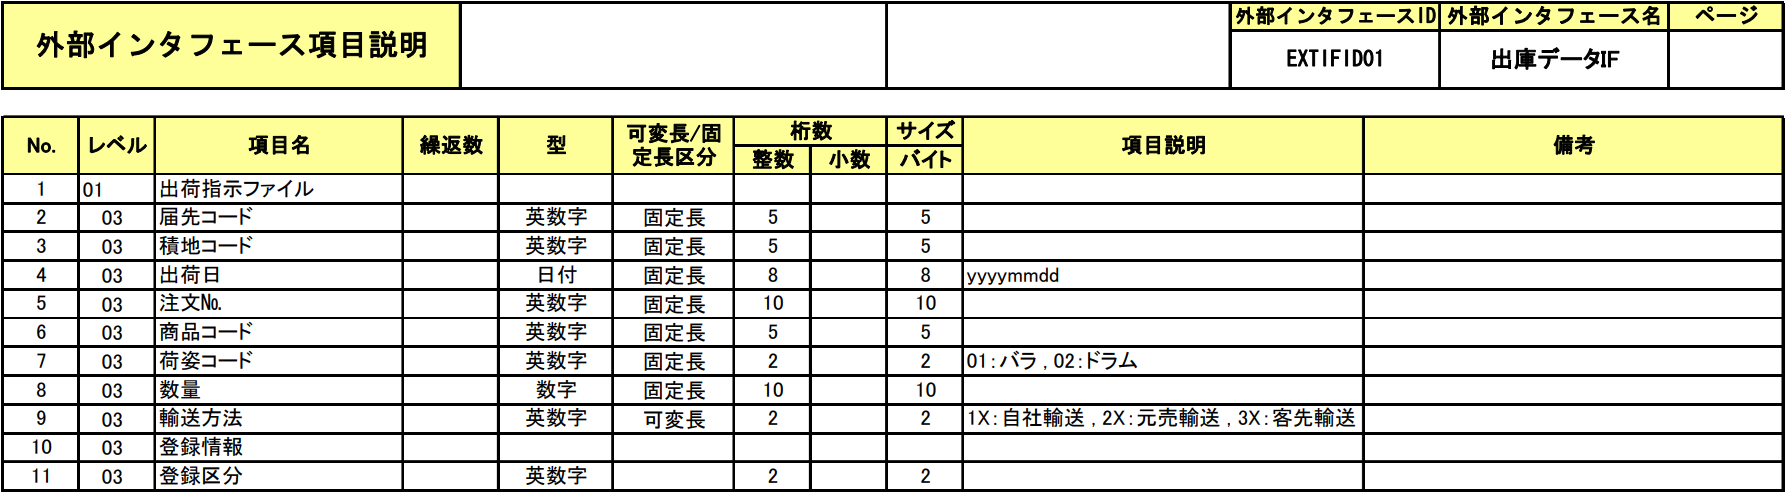 外部インタフェース項目説明
外部インタフェースID 外部インタフェース名 ページ
EXTIFID01 出庫データIF
No. レベル 項目名 繰返数 型 可変長/固定長区分 桁数 サイズ 項目説明 備考
整数 小数 バイト
1 01 出荷指示ファイル
2 03 届先コード 英数字 固定長 5 5
3 03 積地コード 英数字 固定長 5 5
4 03 出荷日 日付 固定長 8 8 yyyymmdd
5 03 注文№ 英数字 固定長 10 10
6 03 商品コード 英数字 固定長 5 5
7 03 荷姿コード 英数字 固定長 2 2 01:バラ,02:ドラム
8 03 数量 数字 固定長 10 10
9 03 輸送方法 英数字 可変長 2 2 1X:自社輸送,2X:元売輸送,3X:客先輸送
10 03 登録情報
11 03 登録区分 英数字 2 2